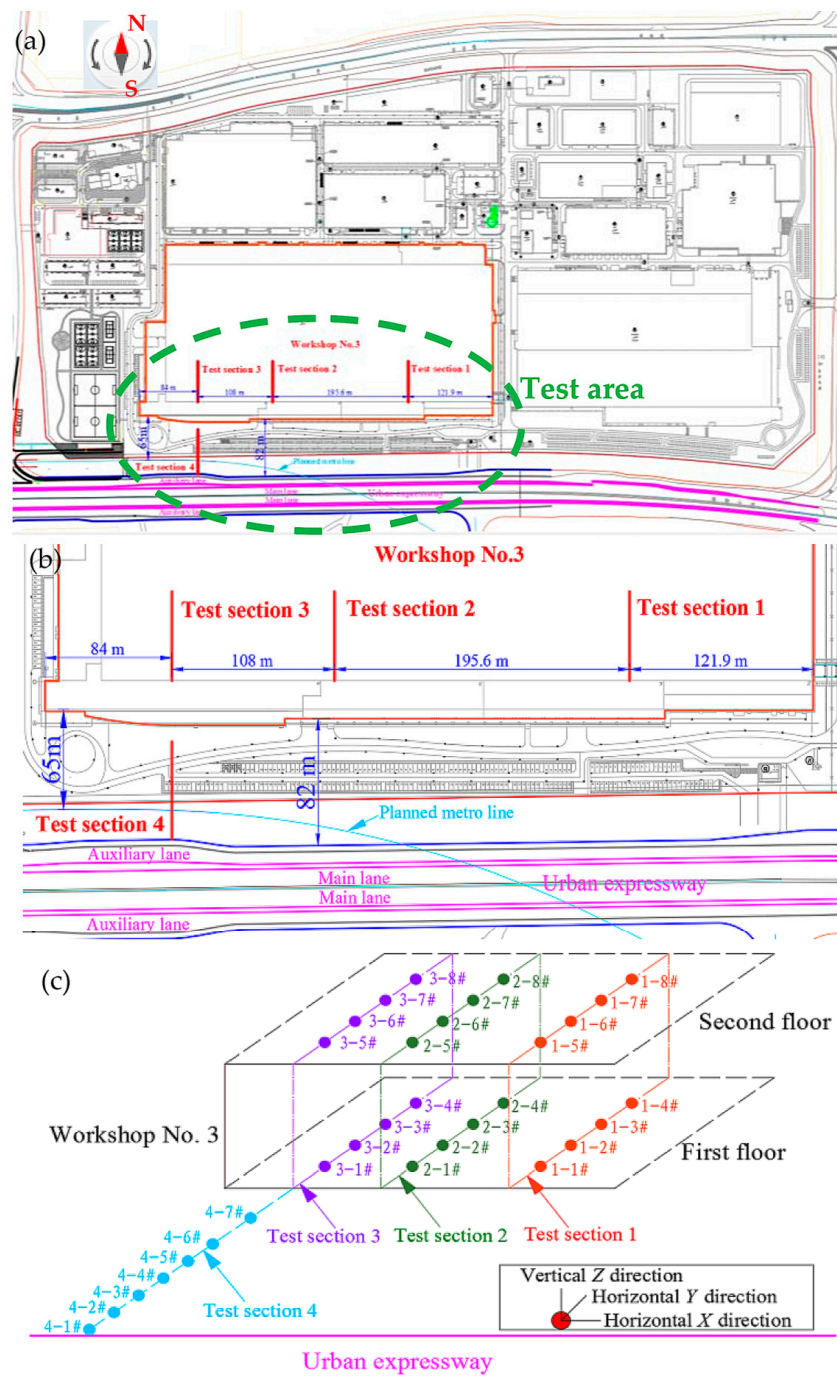 (a)
N
S
Workshop No.3
Test section 3
Test section 2
Test section 1
84 m
108 m
195.6 m
121.9 m
Test area
65m
82 m
Test section 4
Planned metro line
Auxiliary lane
Main lane
Urban expressway
Main lane
Auxiliary lane
(b)
Workshop No.3
Test section 3
Test section 2
Test section 1
84 m
108 m
195.6 m
121.9 m
65m
82 m
Test section 4
Planned metro line
Auxiliary lane
Main lane
Urban expressway
Main lane
Auxiliary lane
(c)
3-8# 2-8# 1-8#
3-7# 2-7# 1-7#
3-6# 2-6# 1-6#
3-5# 2-5# 1-5#
Second floor
3-4# 2-4# 1-4#
3-3# 2-3# 1-3#
3-2# 2-2# 1-2#
3-1# 2-1# 1-1#
Workshop No. 3
First floor
4-7#
4-6#
4-5#
4-4#
4-3#
4-2#
4-1#
Test section 3
Test section 2
Test section 1
Test section 4
Vertical Z direction
Horizontal Y direction
Horizontal X direction
Urban expressway